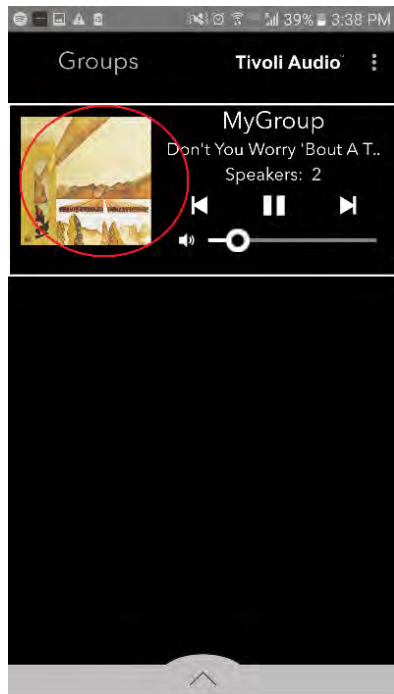 39% 3:38 PM
Groups Tivoli Audio
MyGroup
Don't You Worry 'Bout A T..
Speakers: 2